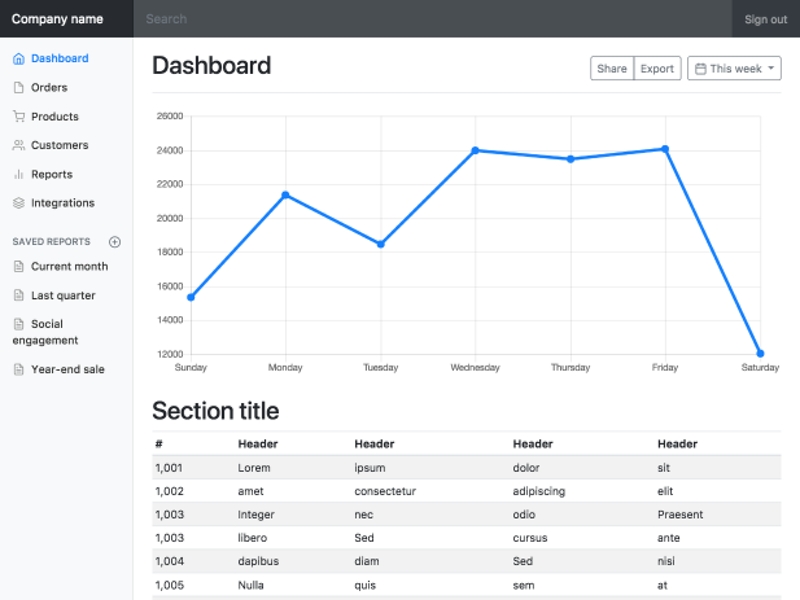 Company name
Search
Sign out
Dashboard
Orders
Products
Customers
Reports
Integrations
SAVED REPORTS
Current month
Last quarter
Social
engagement
Year-end sale
Dashboard
Share
Export
This week
26000
24000
22000
20000
18000
16000
14000
12000
Sunday Monday Tuesday Wednesday Thursday Friday Saturday
Section title
# Header Header Header Header
1,001 Lorem ipsum dolor sit
1,002 amet consectetur adipiscing elit
1,003 Integer nec odio Praesent
1,003 libero Sed cursus ante
1,004 dapibus diam Sed nisi
1,005 Nulla quis sem at